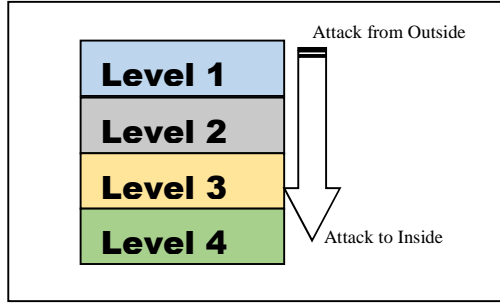 Attack from Outside
Level 1
Level 2
Level 3
Level 4
Attack to Inside